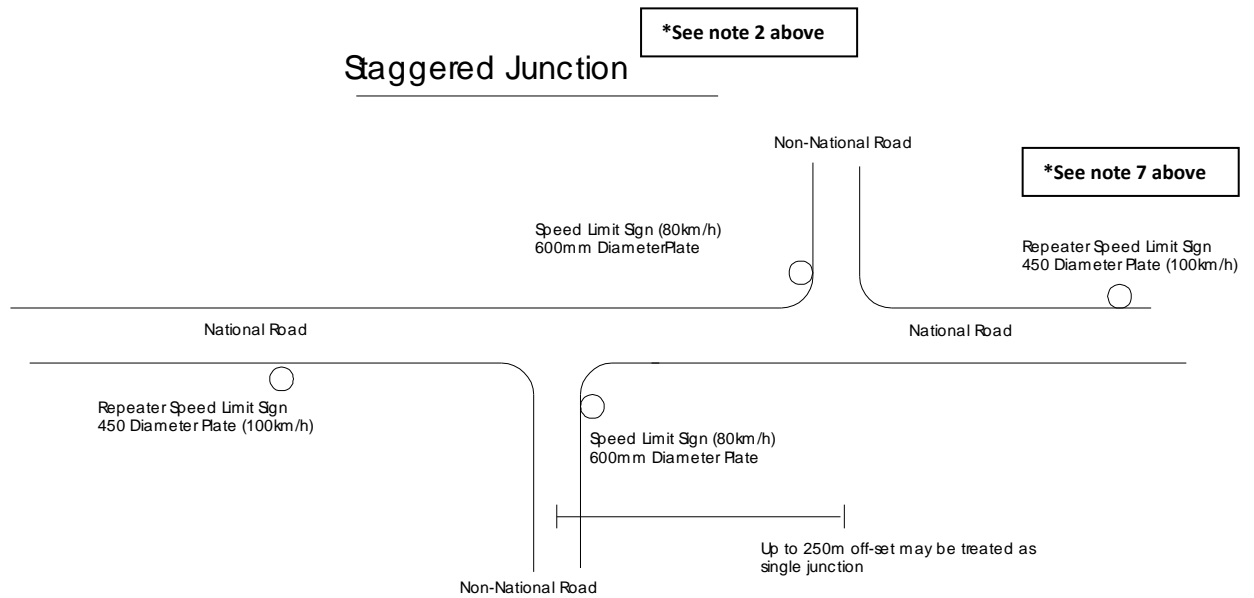 *See note 2 above
Staggered Junction
Non-National Road
*See note 7 above
Speed Limit Sign (80km/h)
600mm DiameterPlate
Repeater Speed Limit Sign
450 Diameter Plate (100km/h)
National Road
National Road
Repeater Speed Limit Sign
450 Diameter Plate (100km/h)
Speed Limit Sign (80km/h)
600mm Diameter Plate
Up to 250m off-set may be treated as
single junction
Non-National Road